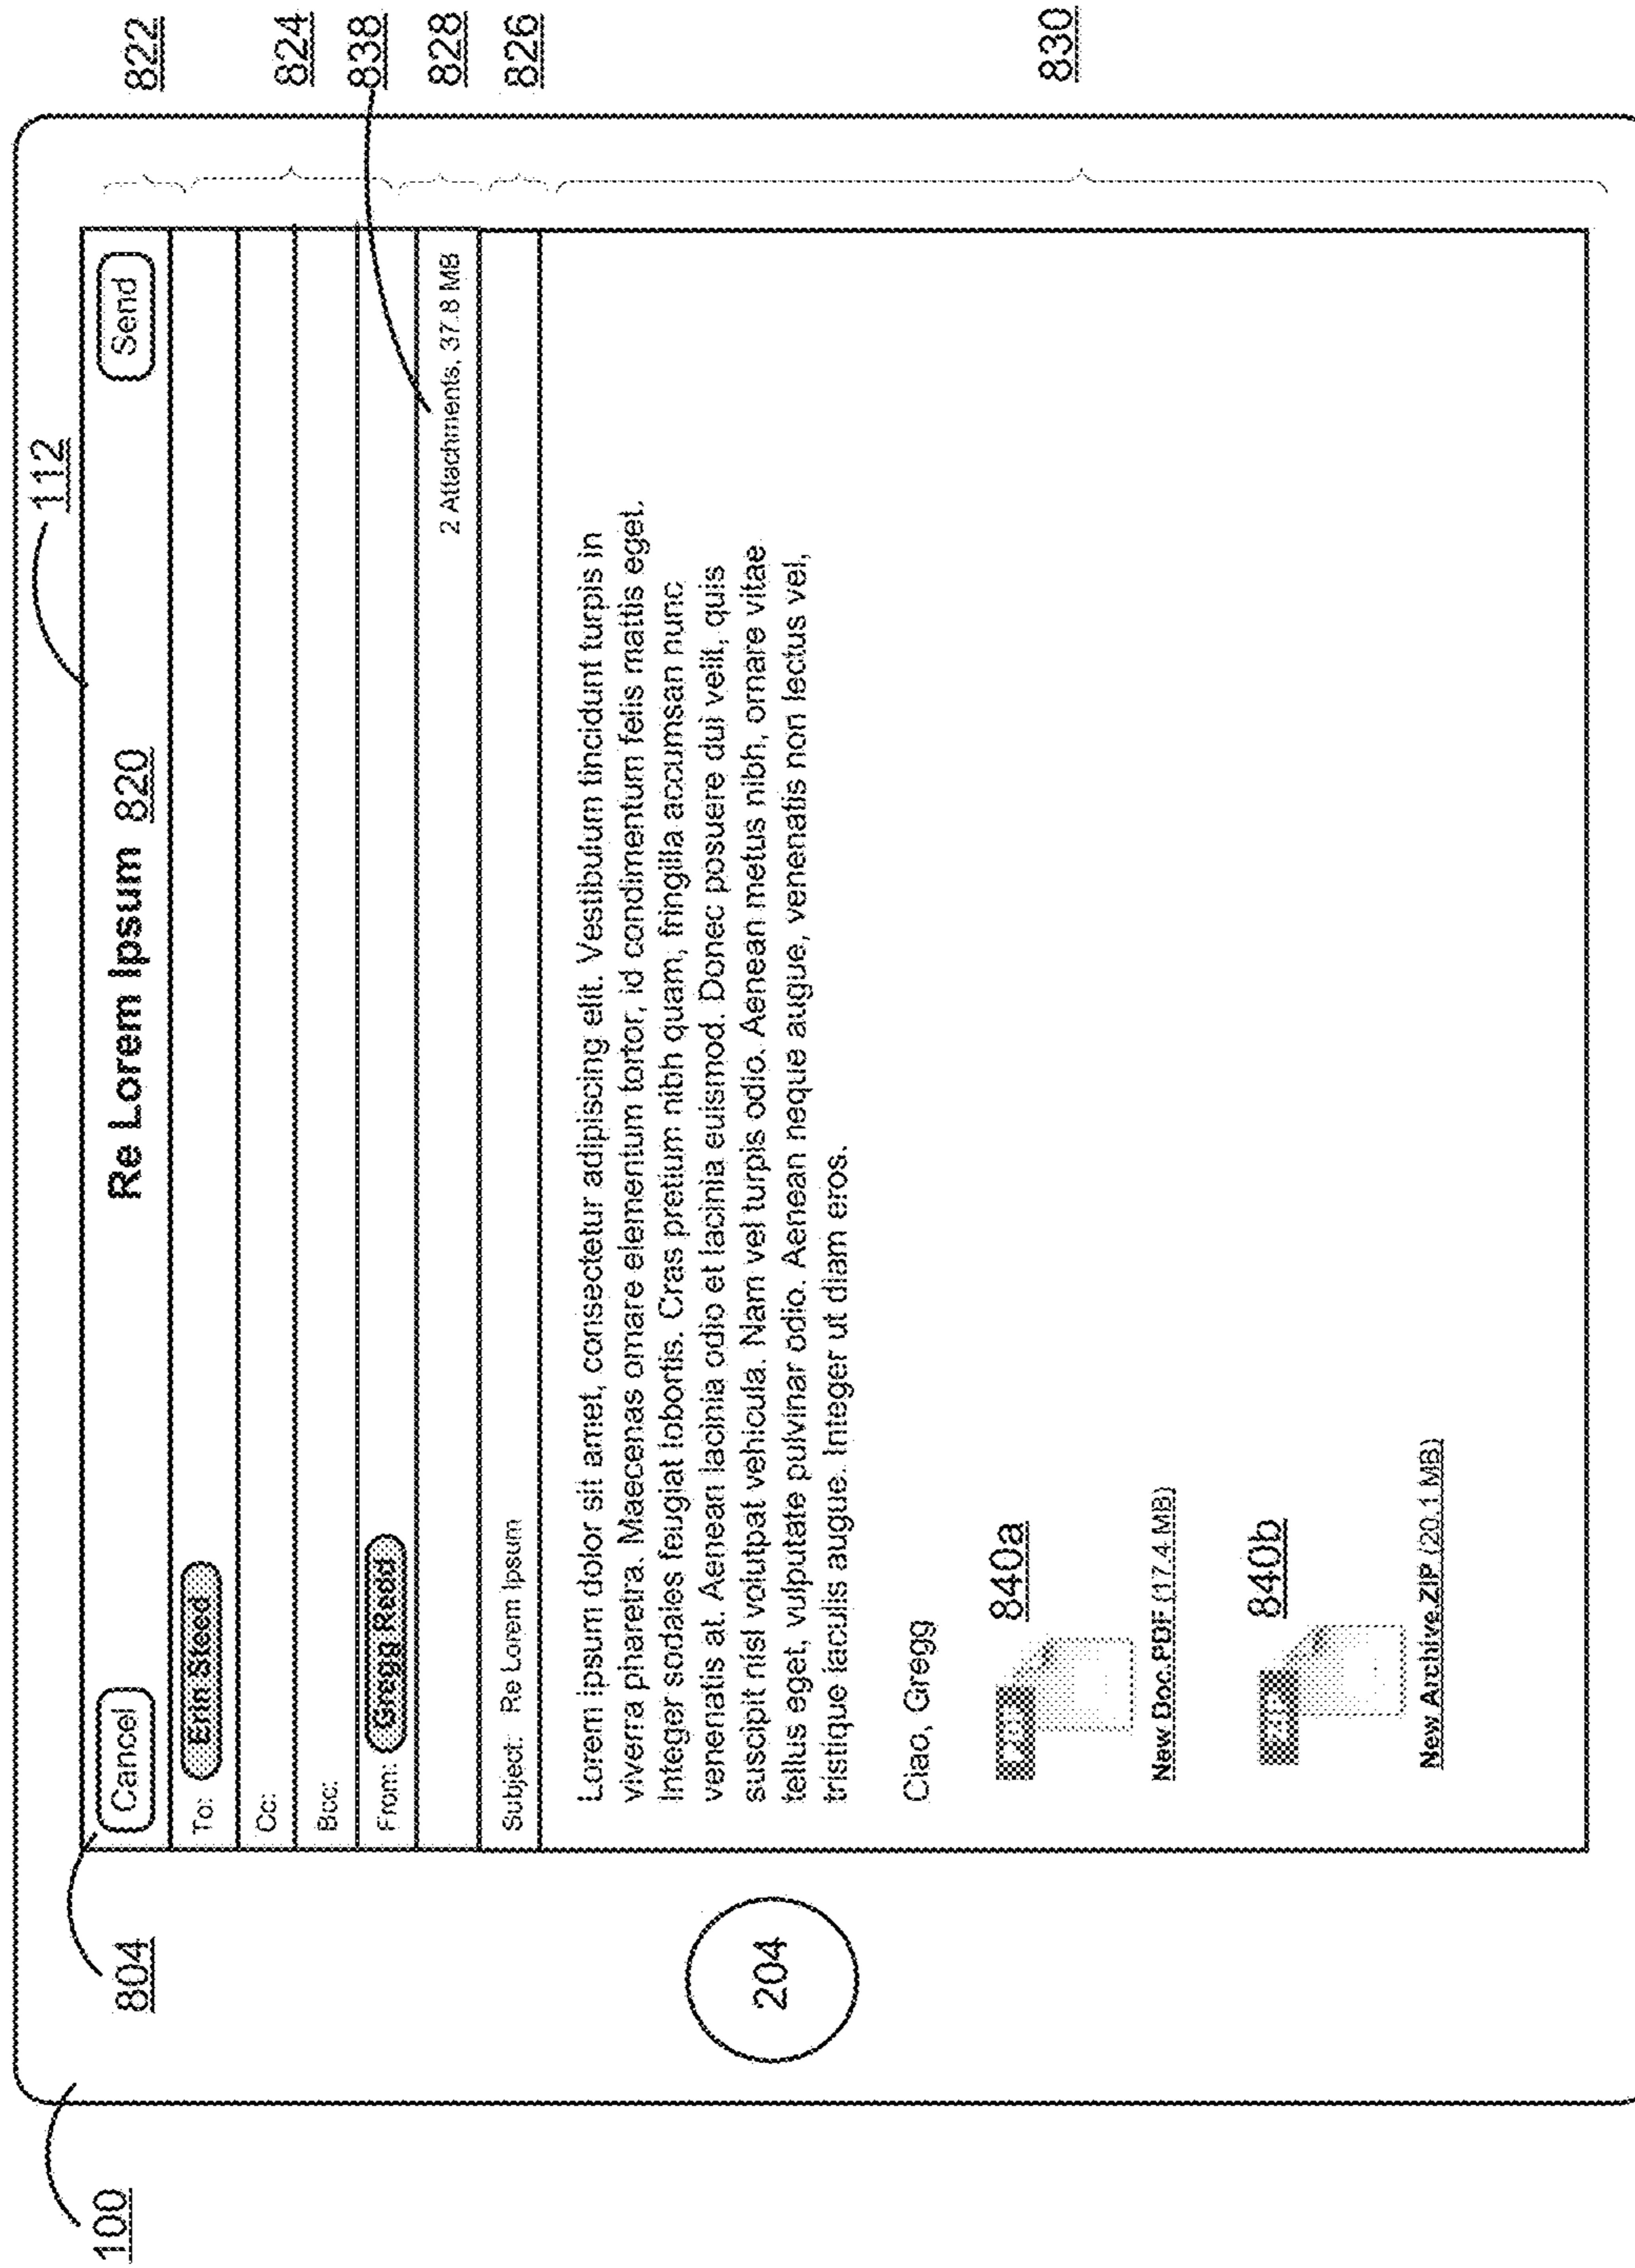 100
804
112
822
824
838
828
826
830
204
Cancel
Re Lorem Ipsum 820
Send
To: Erin Steed
Cc:
Bcc:
From: Gregg Redd
2 Attachments, 37.8 MB
Subject: Re Lorem Ipsum
Lorem ipsum dolor sit amet, consectetur adipiscing elit. Vestibulum tincidunt turpis in
viverra pharetra. Maecenas ornare elementum tortor, id condimentum felis mattis eget.
Integer sodales feugiat lobortis. Cras pretium nibh quam, fringilla accumsan nunc
venenatis at. Aenean lacinia odio et lacinia euismod. Donec posuere dui velit, quis
suscipit nisl volutpat vehicula. Nam vel turpis odio. Aenean metus nibh, ornare vitae
tellus eget, vulputate pulvinar odio. Aenean neque augue, venenatis non lectus vel,
tristique iaculis augue. Integer ut diam eros.
Ciao, Gregg
840a
New Doc.PDF (17.4 MB)
840b
New Archive.ZIP (20.1 MB)